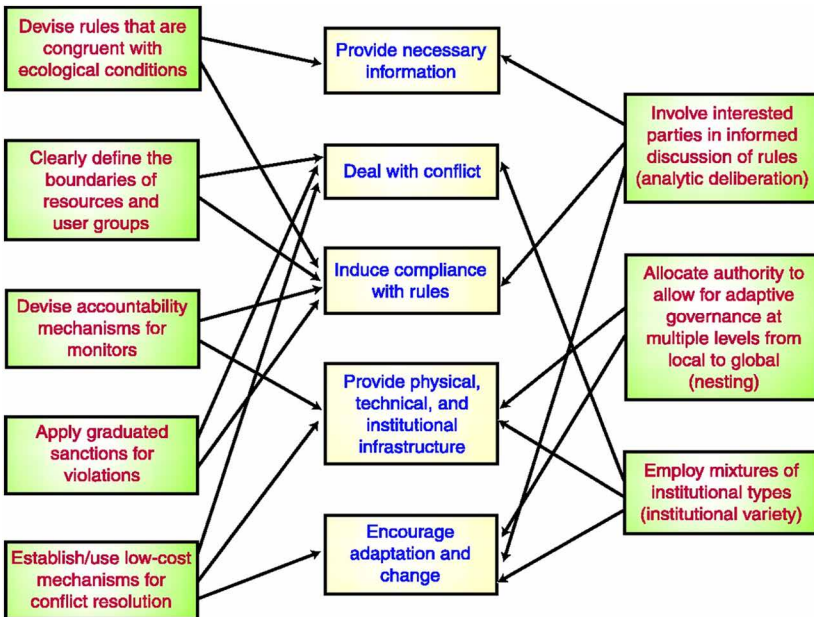 Devise rules that are
congruent with
ecological conditions
Clearly define the
boundaries of
resources and
user groups
Devise accountability
mechanisms for
monitors
Apply graduated
sanctions for
violations
Establish/use low-cost
mechanisms for
conflict resolution
Provide necessary
information
Deal with conflict
Induce compliance
with rules
Provide physical,
technical, and
institutional
infrastructure
Encourage
adaptation and
change
Involve interested
parties in informed
discussion of rules
(analytic deliberation)
Allocate authority to
allow for adaptive
governance at
multiple levels from
local to global
(nesting)
Employ mixtures of
institutional types
(institutional variety)